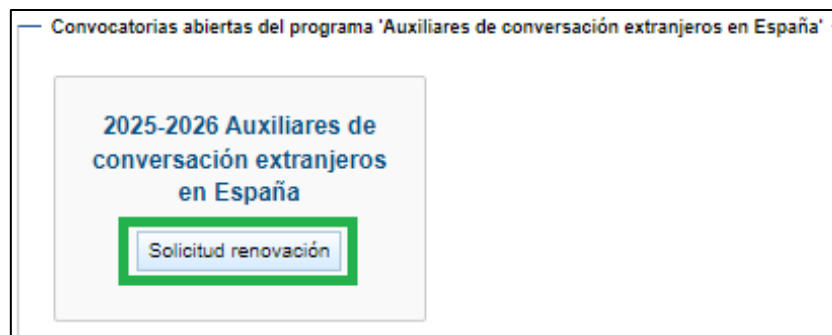 Convocatorias abiertas del programa 'Auxiliares de conversación extranjeros en España'
2025-2026 Auxiliares de
conversación extranjeros
en España
Solicitud renovación